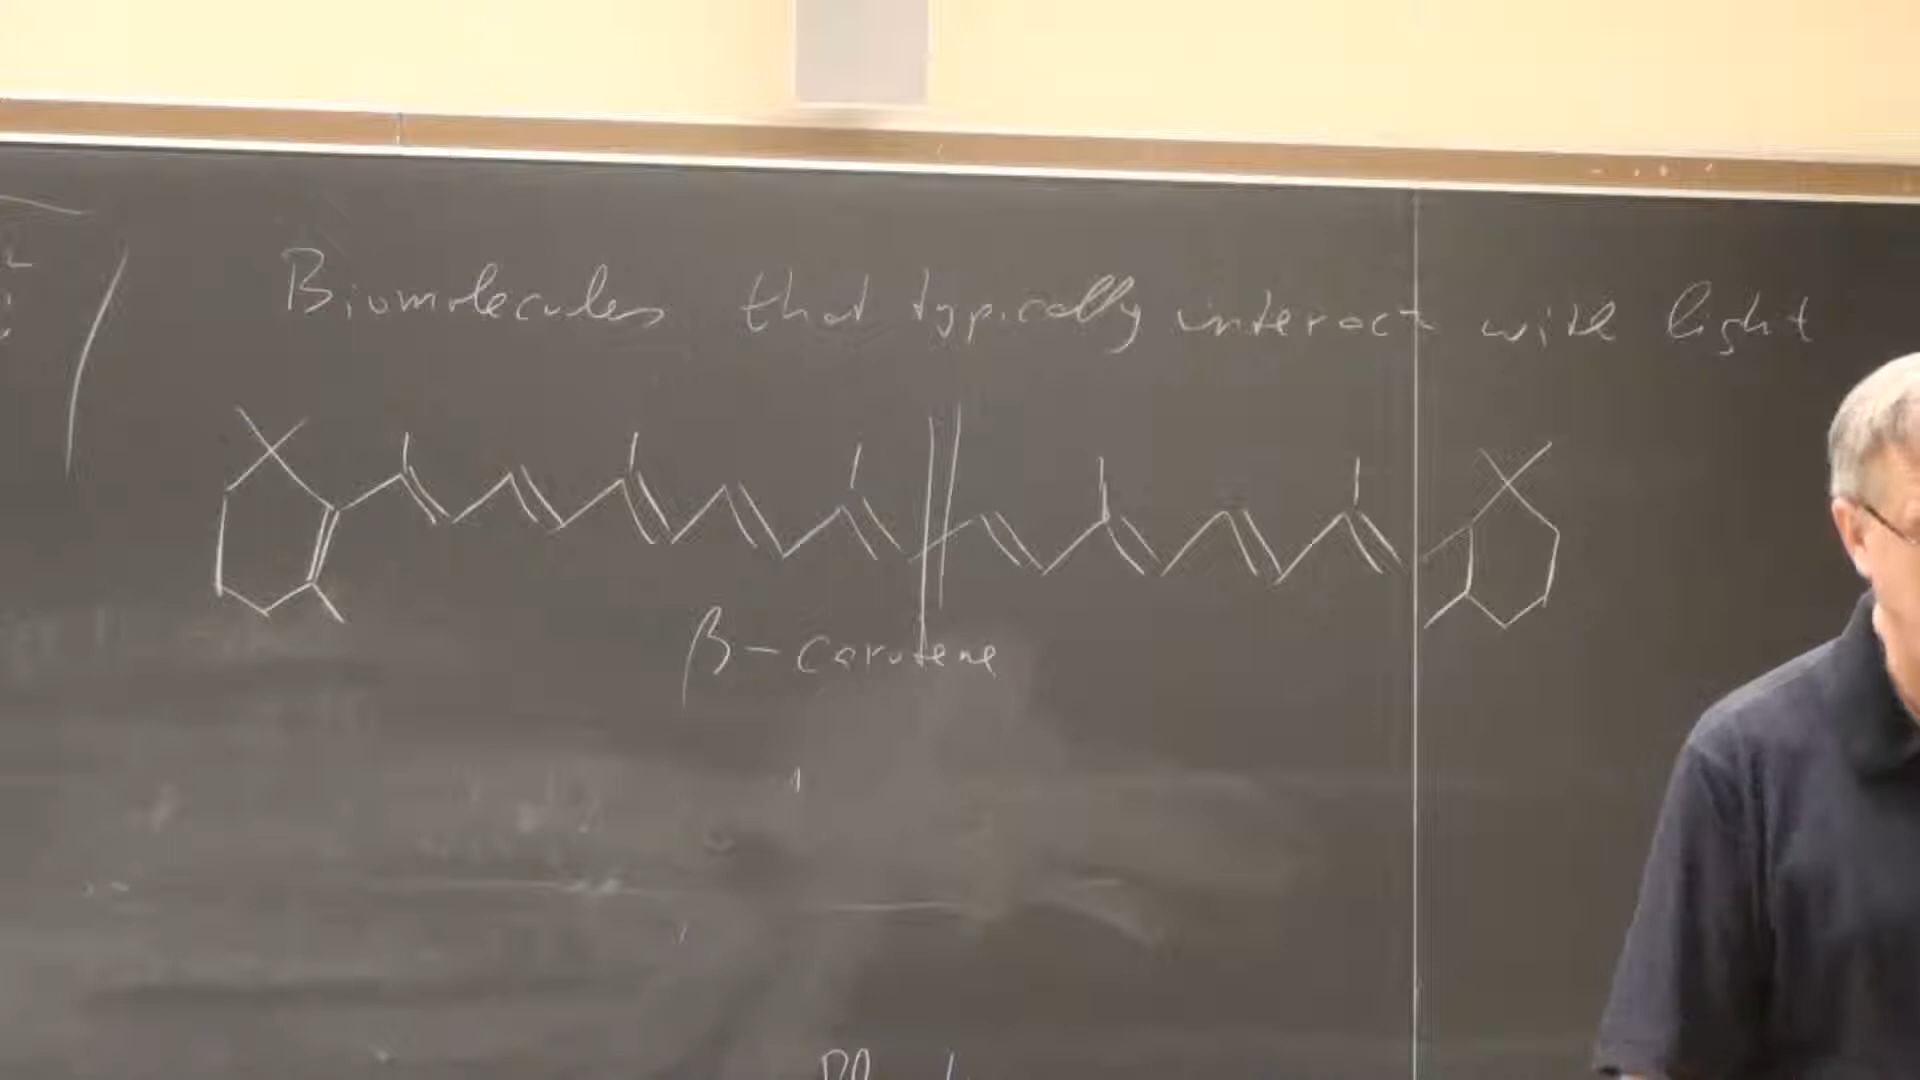 Biomolecules that typically interact with light
β-carotene